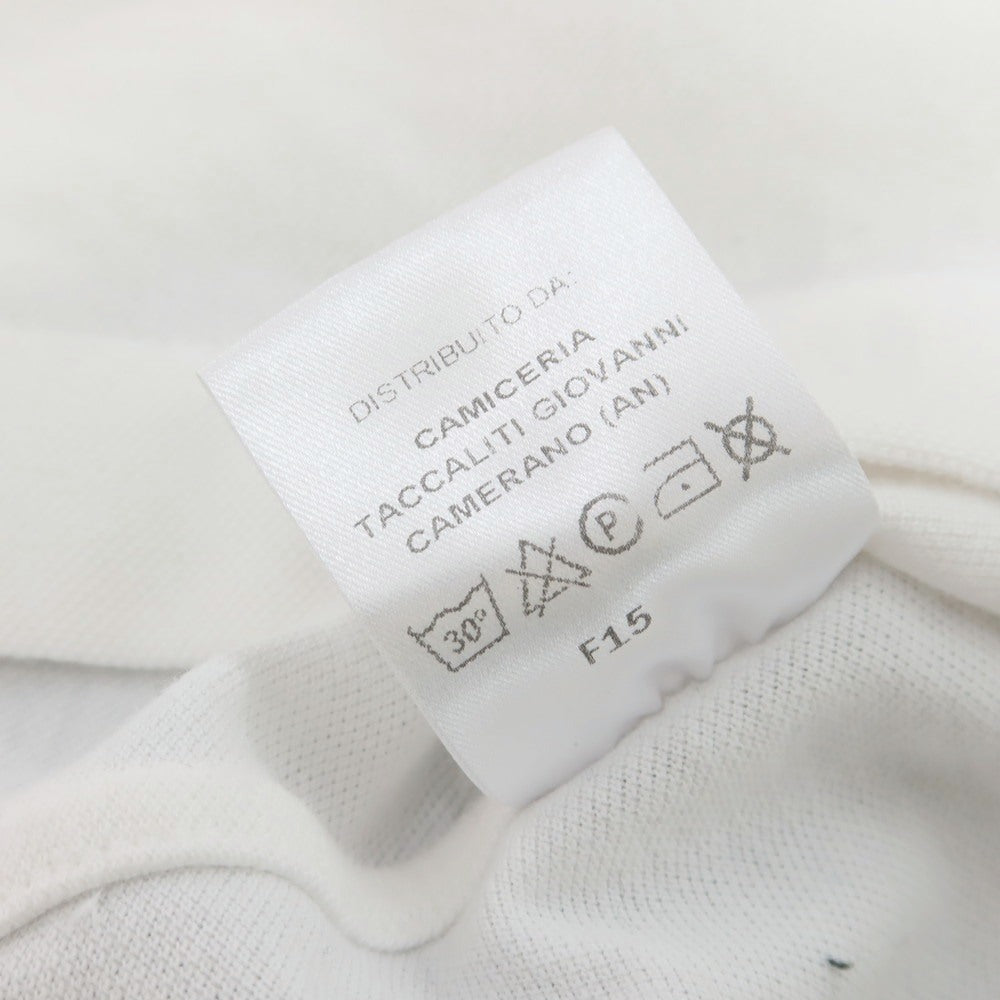 DISTRIBUITO DA:
CAMICERIA
TACCALITI GIOVANNI
CAMERANO (AN)
30° P
F15